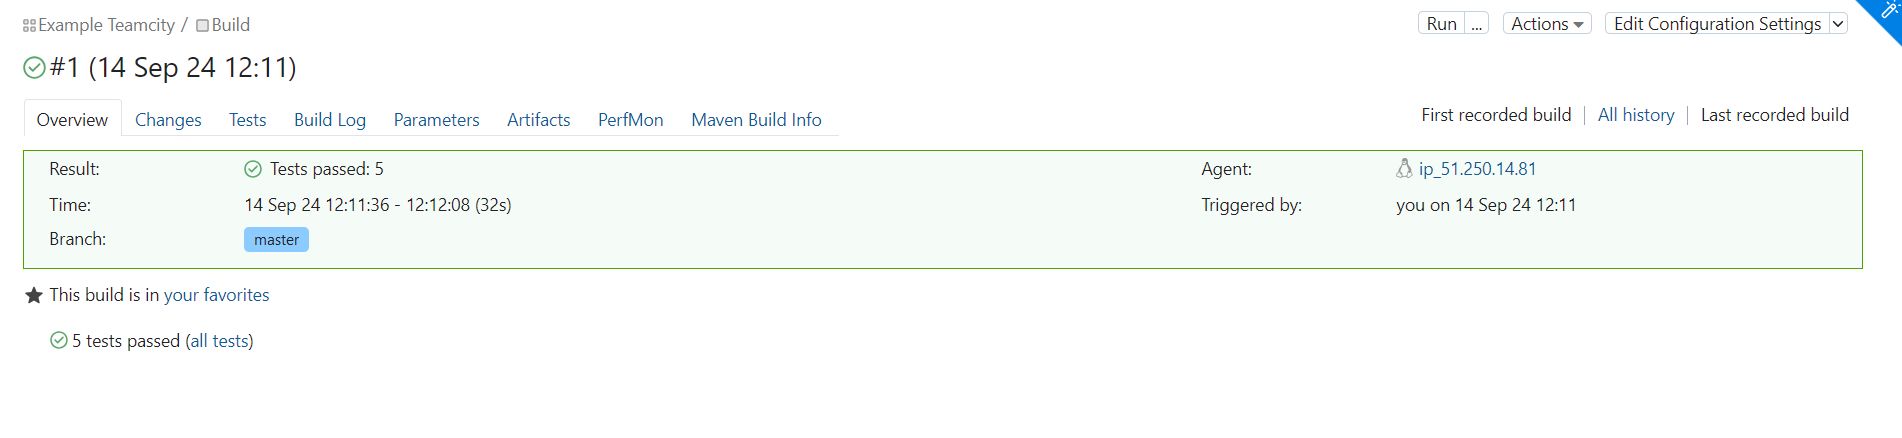 Example Teamcity / Build
Run ... Actions Edit Configuration Settings
#1 (14 Sep 24 12:11)
Overview Changes Tests Build Log Parameters Artifacts PerfMon Maven Build Info
First recorded build | All history | Last recorded build
Result: Tests passed: 5 Agent: ip_51.250.14.81
Time: 14 Sep 24 12:11:36 - 12:12:08 (32s) Triggered by: you on 14 Sep 24 12:11
Branch: master
This build is in your favorites
5 tests passed (all tests)